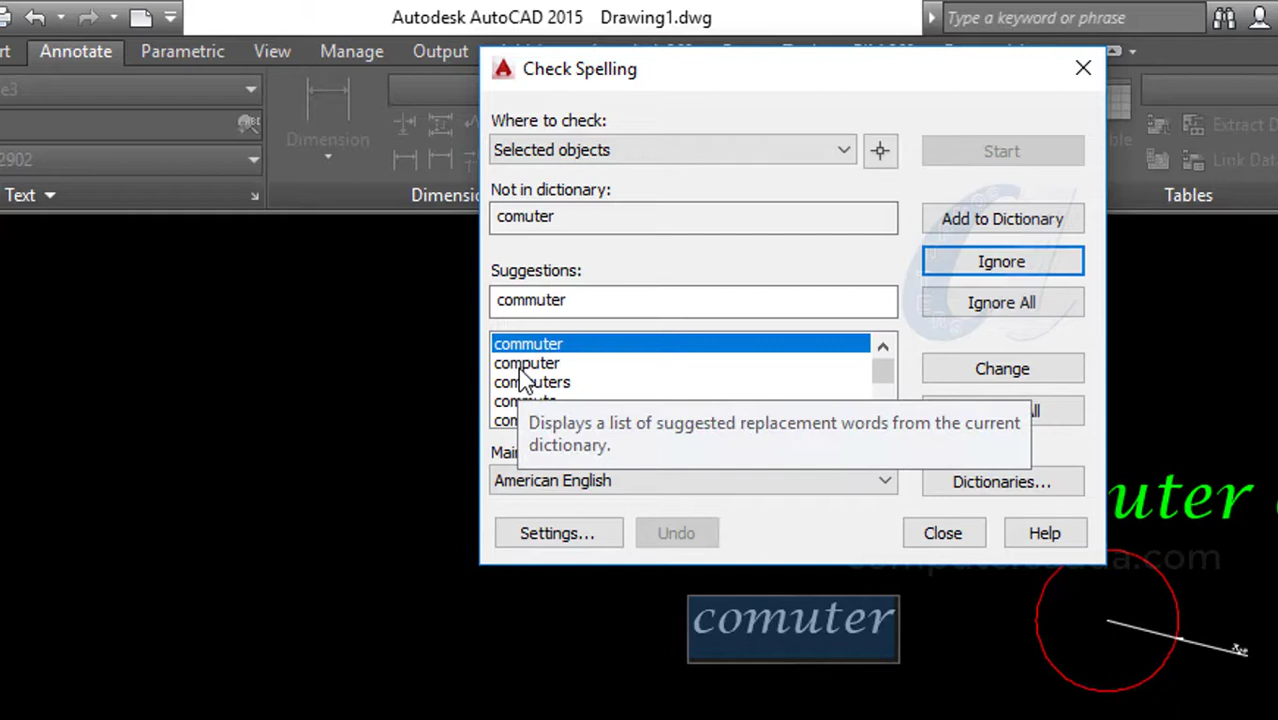 Autodesk AutoCAD 2015 Drawing1.dwg
Type a keyword or phrase
Annotate Parametric View Manage Output
Check Spelling
Where to check:
Selected objects
Start
Not in dictionary:
comuter
Add to Dictionary
Suggestions:
Ignore
commuter
Ignore All
commuter
computer
computers
Change
Displays a list of suggested replacement words from the current
dictionary.
American English
Dictionaries...
Settings...
Undo
Close
Help
Dimension
2902
Text
Tables
comuter